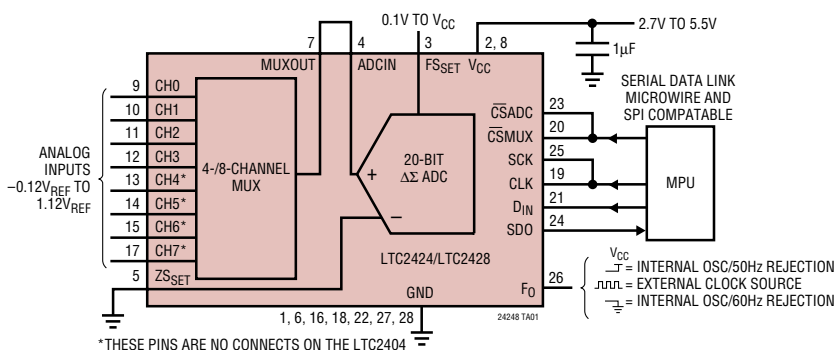 0.1V TO VCC
2.7V TO 5.5V
7
4
3
2, 8
1µF
MUXOUT
ADCIN
FSSET
VCC
SERIAL DATA LINK
MICROWIRE AND
SPI COMPATABLE
ANALOG
INPUTS
–0.12VREF TO
1.12VREF
9 CH0
10 CH1
11 CH2
12 CH3
13 CH4*
14 CH5*
15 CH6*
17 CH7*
5 ZSSET
4-/8-CHANNEL
MUX
+
–
20-BIT
ΔΣ ADC
C̅S̅ADC 23
C̅S̅MUX 20
SCK 25
CLK 19
DIN 21
SDO 24
MPU
LTC2424/LTC2428
FO 26
VCC
= INTERNAL OSC/50Hz REJECTION
= EXTERNAL CLOCK SOURCE
= INTERNAL OSC/60Hz REJECTION
GND
1, 6, 16, 18, 22, 27, 28
24248 TA01
*THESE PINS ARE NO CONNECTS ON THE LTC2404